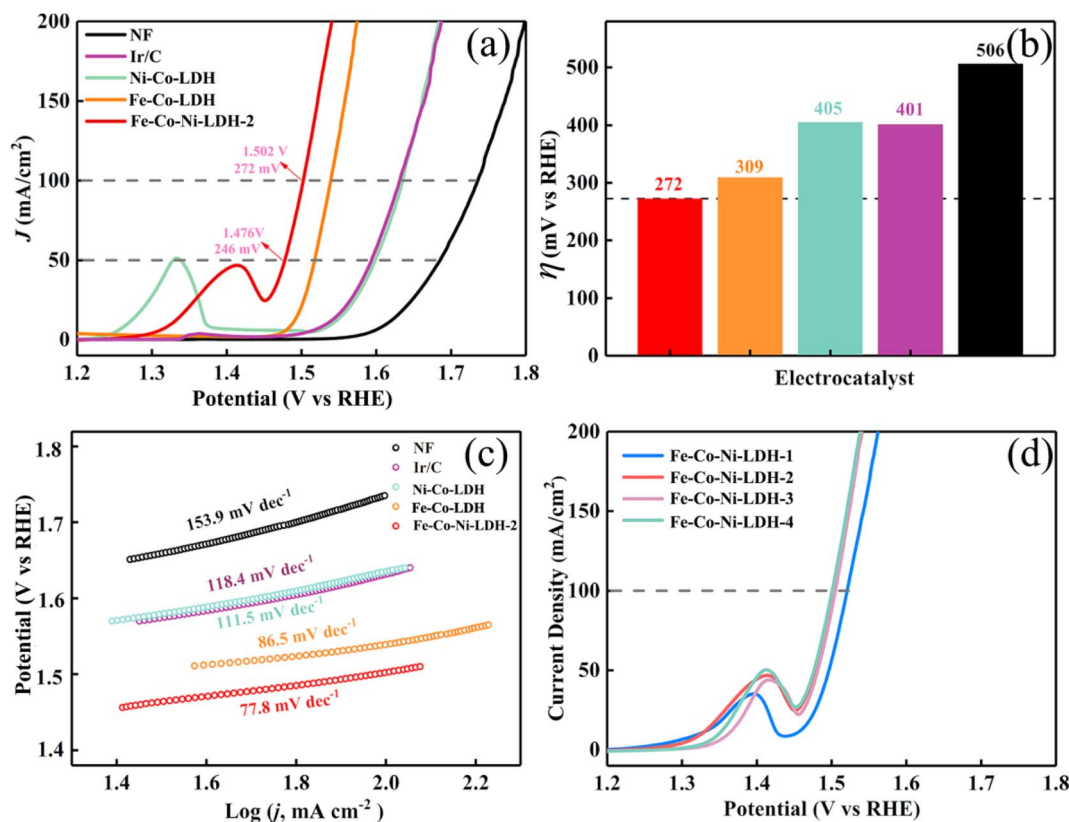 (a)
NF
Ir/C
Ni-Co-LDH
Fe-Co-LDH
Fe-Co-Ni-LDH-2
1.502 V
272 mV
1.476V
246 mV
J (mA/cm²)
200
150
100
50
0
1.2 1.3 1.4 1.5 1.6 1.7 1.8
Potential (V vs RHE)
(b)
η (mV vs RHE)
500
400
300
200
100
0
272
309
405
401
506
Electrocatalyst
(c)
NF
Ir/C
Ni-Co-LDH
Fe-Co-LDH
Fe-Co-Ni-LDH-2
153.9 mV dec⁻¹
118.4 mV dec⁻¹
111.5 mV dec⁻¹
86.5 mV dec⁻¹
77.8 mV dec⁻¹
Potential (V vs RHE)
1.8
1.7
1.6
1.5
1.4
1.4 1.6 1.8 2.0 2.2
Log (j, mA cm⁻²)
(d)
Fe-Co-Ni-LDH-1
Fe-Co-Ni-LDH-2
Fe-Co-Ni-LDH-3
Fe-Co-Ni-LDH-4
Current Density (mA/cm²)
200
150
100
50
0
1.2 1.3 1.4 1.5 1.6 1.7 1.8
Potential (V vs RHE)